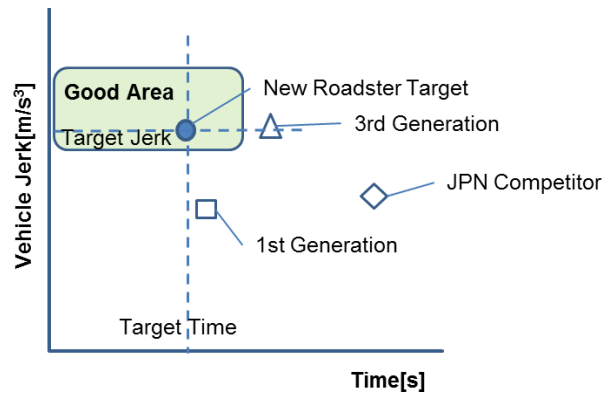 Good Area
New Roadster Target
Target Jerk
3rd Generation
JPN Competitor
1st Generation
Target Time
Vehicle Jerk[m/s³]
Time[s]